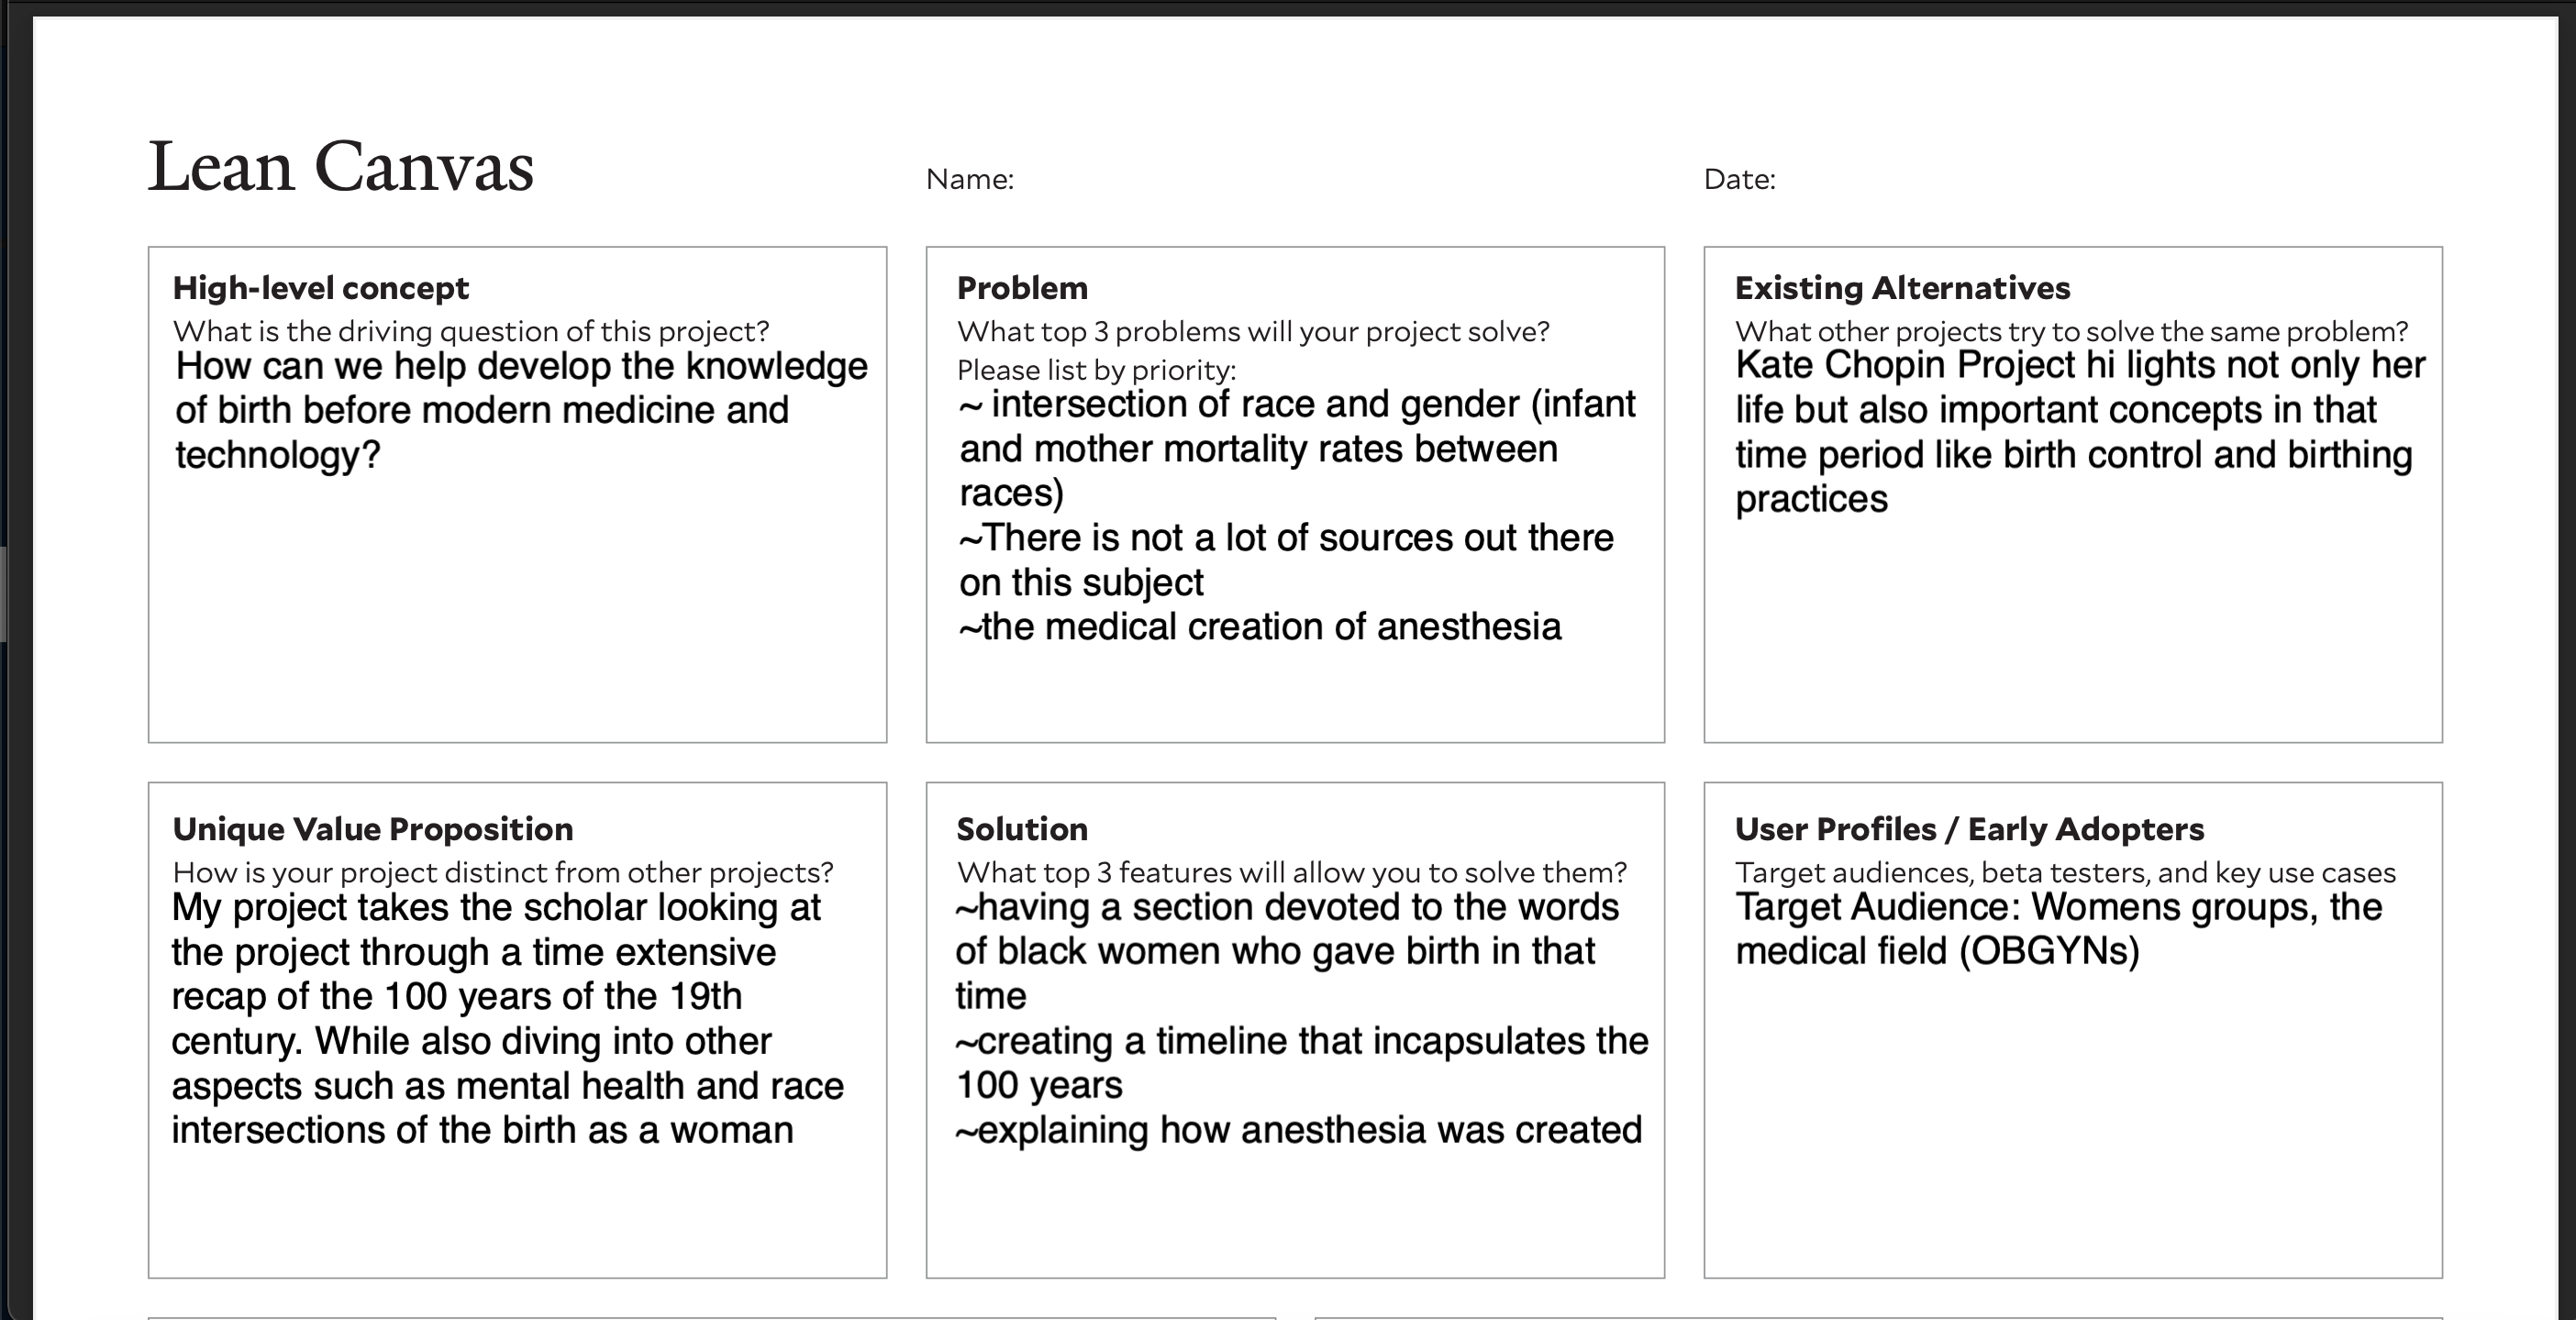 Lean Canvas
Name:
Date:
High-level concept
What is the driving question of this project?
How can we help develop the knowledge
of birth before modern medicine and
technology?
Problem
What top 3 problems will your project solve?
Please list by priority:
~ intersection of race and gender (infant
and mother mortality rates between
races)
~There is not a lot of sources out there
on this subject
~the medical creation of anesthesia
Existing Alternatives
What other projects try to solve the same problem?
Kate Chopin Project hi lights not only her
life but also important concepts in that
time period like birth control and birthing
practices
Unique Value Proposition
How is your project distinct from other projects?
My project takes the scholar looking at
the project through a time extensive
recap of the 100 years of the 19th
century. While also diving into other
aspects such as mental health and race
intersections of the birth as a woman
Solution
What top 3 features will allow you to solve them?
~having a section devoted to the words
of black women who gave birth in that
time
~creating a timeline that incapsulates the
100 years
~explaining how anesthesia was created
User Profiles / Early Adopters
Target audiences, beta testers, and key use cases
Target Audience: Womens groups, the
medical field (OBGYNs)